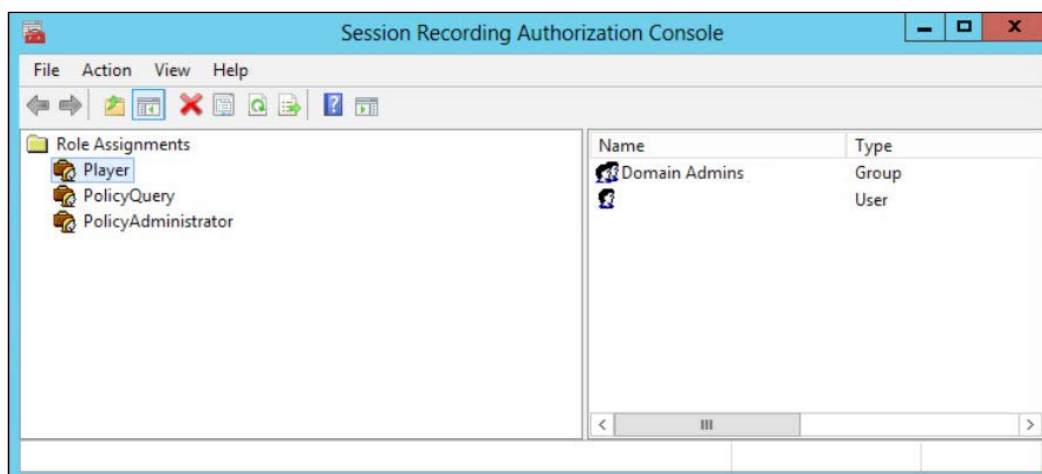 Session Recording Authorization Console
File Action View Help
Role Assignments
Player
PolicyQuery
PolicyAdministrator
Name Type
Domain Admins Group
User